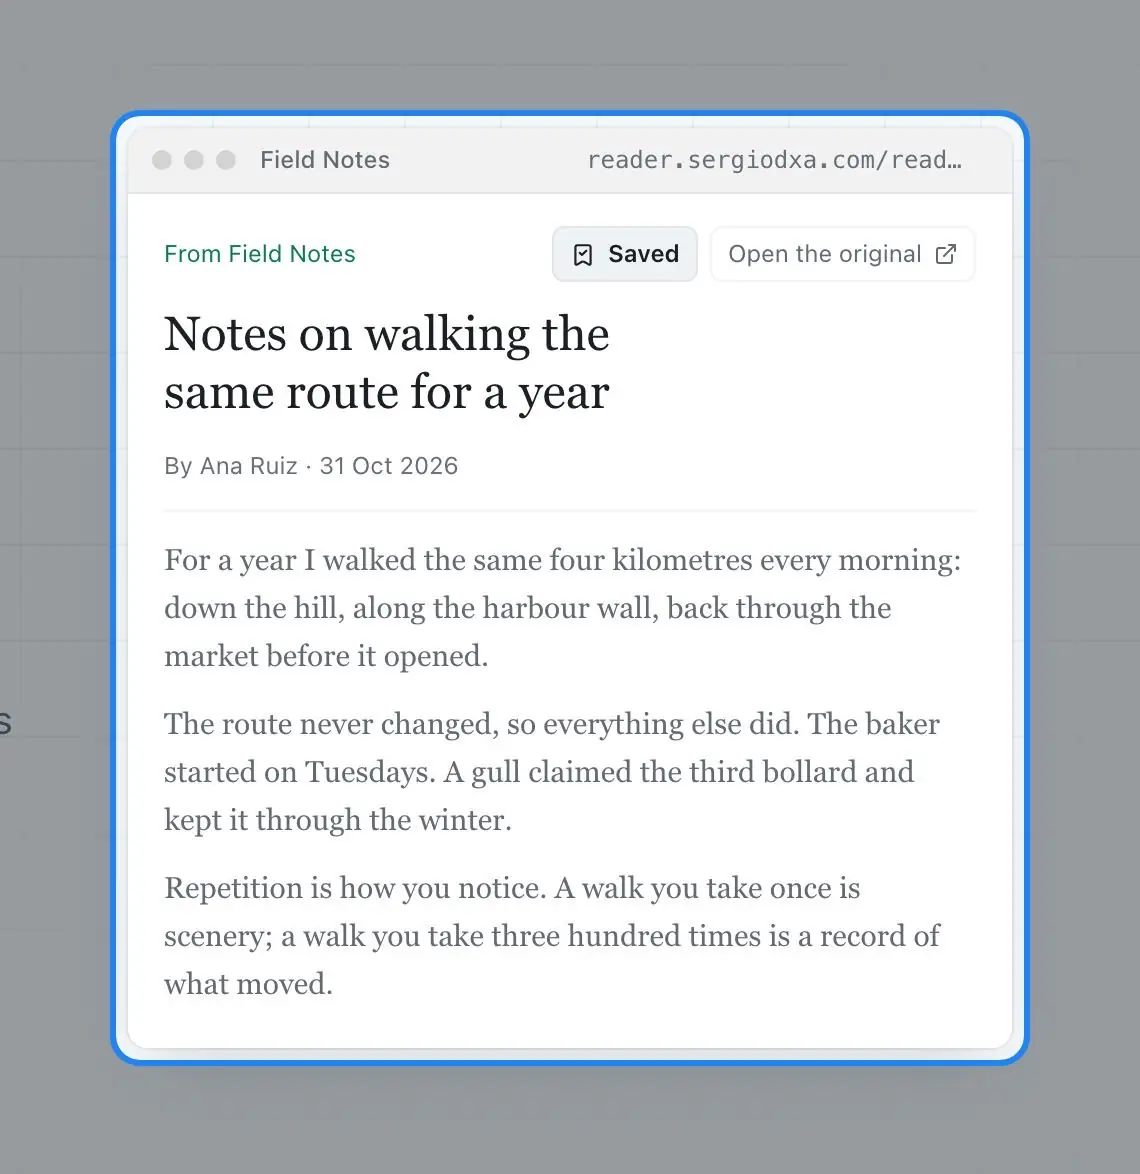 Field Notes
reader.sergiodxa.com/read…
From Field Notes
Saved
Open the original
Notes on walking the
same route for a year
By Ana Ruiz · 31 Oct 2026
For a year I walked the same four kilometres every morning:
down the hill, along the harbour wall, back through the
market before it opened.
s
The route never changed, so everything else did. The baker
started on Tuesdays. A gull claimed the third bollard and
kept it through the winter.
Repetition is how you notice. A walk you take once is
scenery; a walk you take three hundred times is a record of
what moved.